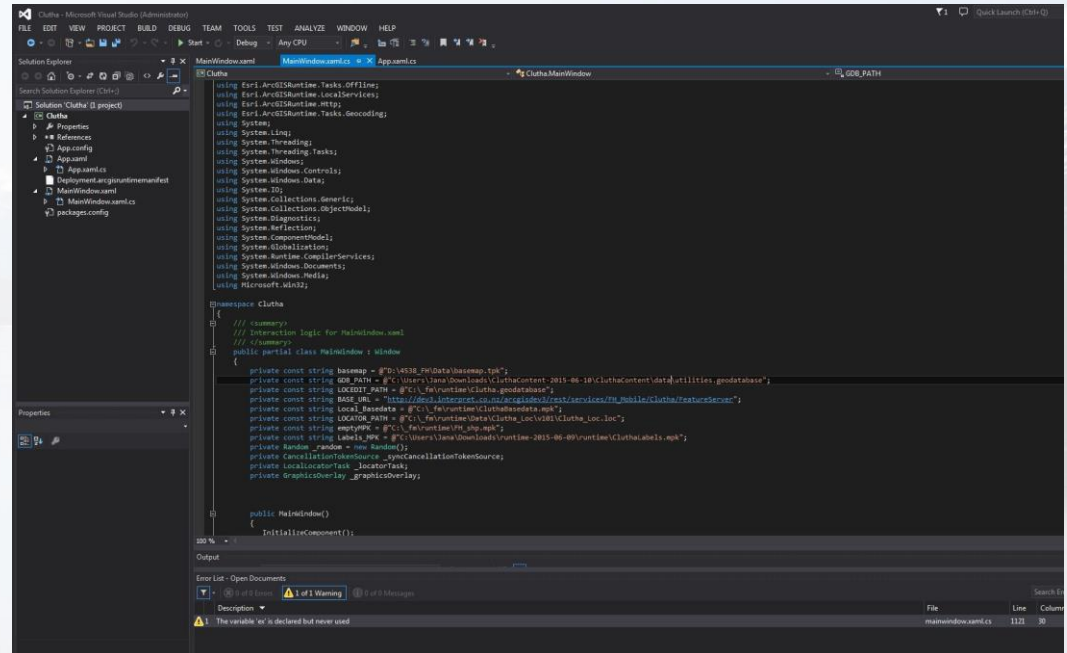 Clutha - Microsoft Visual Studio (Administrator)
1
Quick Launch (Ctrl+Q)
FILE EDIT VIEW PROJECT BUILD DEBUG TEAM TOOLS TEST ANALYZE WINDOW HELP
Start Debug Any CPU
Solution Explorer
Search Solution Explorer (Ctrl+;)
Solution 'Clutha' (1 project)
Clutha
Properties
References
App.config
App.xaml
App.xaml.cs
Deployment.arcgisruntimemanifest
MainWindow.xaml
MainWindow.xaml.cs
packages.config
Properties
MainWindow.xaml MainWindow.xaml.cs App.xaml.cs
Clutha Clutha.MainWindow GDB_PATH
using Esri.ArcGISRuntime.Tasks.Offline;
using Esri.ArcGISRuntime.LocalServices;
using Esri.ArcGISRuntime.Http;
using Esri.ArcGISRuntime.Tasks.Geocoding;
using System;
using System.Linq;
using System.Threading;
using System.Threading.Tasks;
using System.Windows;
using System.Windows.Controls;
using System.Windows.Data;
using System.IO;
using System.Collections.Generic;
using System.Collections.ObjectModel;
using System.Diagnostics;
using System.Reflection;
using System.ComponentModel;
using System.Globalization;
using System.Runtime.CompilerServices;
using System.Windows.Documents;
using System.Windows.Media;
using Microsoft.Win32;
namespace Clutha
{
/// <summary>
/// Interaction logic for MainWindow.xaml
/// </summary>
public partial class MainWindow : Window
{
private const string basemap = @"D:\4538_FH\Data\basemap.tpk";
private const string GDB_PATH = @"C:\Users\Jana\Downloads\CluthaContent-2015-06-10\CluthaContent\data\utilities.geodatabase";
private const string LOCEDIT_PATH = @"C:\_fm\runtime\Clutha.geodatabase";
private const string BASE_URL = "http://dev3.interpret.co.nz/arcgisdev3/rest/services/FH_Mobile/Clutha/FeatureServer";
private const string Local_Basedata = @"C:\_fm\runtime\CluthaBasedata.mpk";
private const string LOCATOR_PATH = @"C:\_fm\runtime\Data\Clutha_Loc\v101\Clutha_Loc.loc";
private const string emptyMPK = @"C:\_fm\runtime\FH_shp.mpk";
private const string Labels_MPK = @"C:\Users\Jana\Downloads\runtime-2015-06-09\runtime\CluthaLabels.mpk";
private Random _random = new Random();
private CancellationTokenSource _syncCancellationTokenSource;
private LocalLocatorTask _locatorTask;
private GraphicsOverlay _graphicsOverlay;
public MainWindow()
{
InitializeComponent();
100 %
Output
Error List - Open Documents
0 of 0 Errors 1 of 1 Warning 0 of 0 Messages
Search
Description File Line Column
1 The variable 'ex' is declared but never used mainwindow.xaml.cs 1121 30